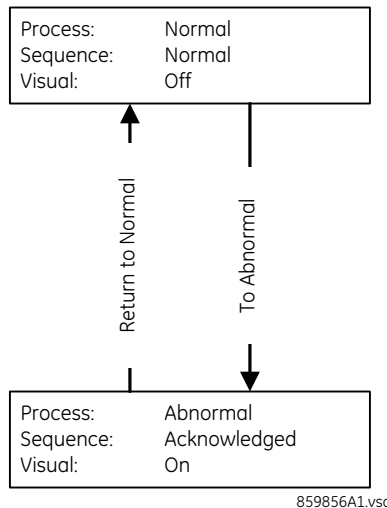 Process: Normal
Sequence: Normal
Visual: Off
Return to Normal
To Abnormal
Process: Abnormal
Sequence: Acknowledged
Visual: On
859856A1.vsd